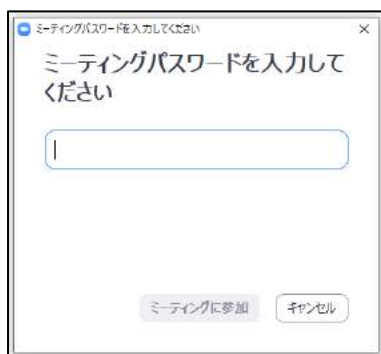 ミーティングパスワードを入力してください
ミーティングパスワードを入力して
ください
ミーティングに参加
キャンセル